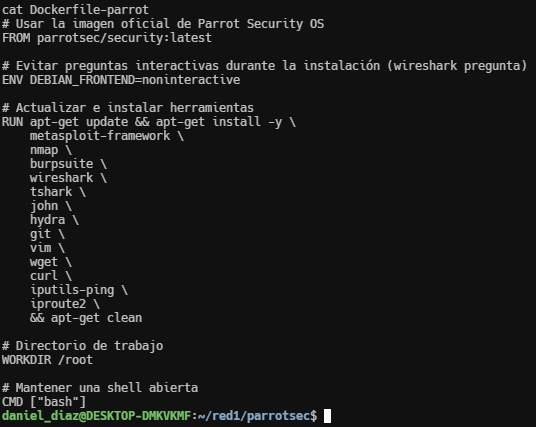 cat Dockerfile-parrot
# Usar la imagen oficial de Parrot Security OS
FROM parrotsec/security:latest

# Evitar preguntas interactivas durante la instalación (wireshark pregunta)
ENV DEBIAN_FRONTEND=noninteractive

# Actualizar e instalar herramientas
RUN apt-get update && apt-get install -y \
    metasploit-framework \
    nmap \
    burpsuite \
    wireshark \
    tshark \
    john \
    hydra \
    git \
    vim \
    wget \
    curl \
    iputils-ping \
    iproute2 \
    && apt-get clean

# Directorio de trabajo
WORKDIR /root

# Mantener una shell abierta
CMD ["bash"]
daniel_diaz@DESKTOP-DMKVKMF:~/red1/parrotsec$